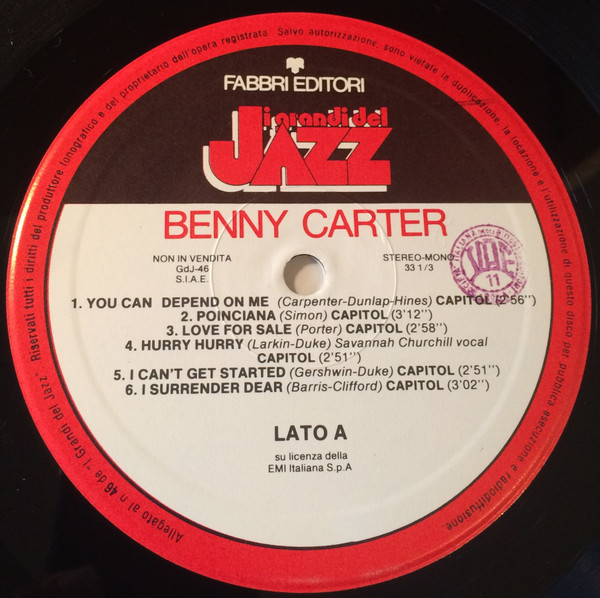 FABBRI EDITORI
i grandi del
JAZZ
BENNY CARTER
NON IN VENDITA
GdJ-46
S.I.A.E.
STEREO-MONO
33 1/3
11
1. YOU CAN DEPEND ON ME (Carpenter-Dunlap-Hines) CAPITOL (2'56'')
2. POINCIANA (Simon) CAPITOL (3'12'')
3. LOVE FOR SALE (Porter) CAPITOL (2'58'')
4. HURRY HURRY (Larkin-Duke) Savannah Churchill vocal
CAPITOL (2'51'')
5. I CAN'T GET STARTED (Gershwin-Duke) CAPITOL (2'51'')
6. I SURRENDER DEAR (Barris-Clifford) CAPITOL (3'02'')
LATO A
su licenza della
EMI Italiana S.p.A
Allegato al n 46 de "I Grandi del Jazz" Riservati tutti i diritti del produttore fonografico e del proprietario dell'opera registrata. Salvo autorizzazione, sono vietate la duplicazione, la locazione e l'utilizzazione di questo disco per pubblica esecuzione e radiodiffusione